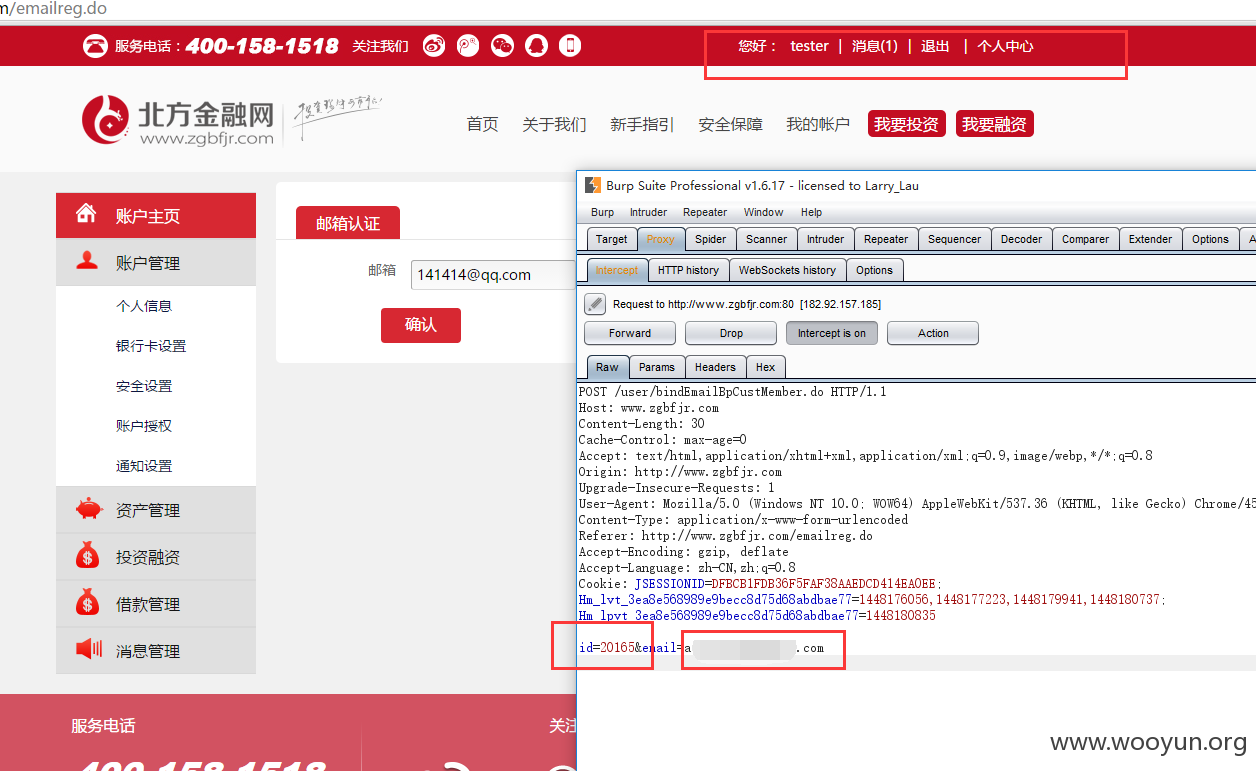 m/emailreg.do
服务电话：400-158-1518 关注我们
您好： tester | 消息(1) | 退出 | 个人中心
北方金融网
www.zgbfjr.com
首页 关于我们 新手指引 安全保障 我的帐户 我要投资 我要融资
账户主页
账户管理
个人信息
银行卡设置
安全设置
账户授权
通知设置
资产管理
投资融资
借款管理
消息管理
邮箱认证
邮箱 141414@qq.com
确认
Burp Suite Professional v1.6.17 - licensed to Larry_Lau
Burp Intruder Repeater Window Help
Target Proxy Spider Scanner Intruder Repeater Sequencer Decoder Comparer Extender Options A
Intercept HTTP history WebSockets history Options
Request to http://www.zgbfjr.com:80 [182.92.157.185]
Forward Drop Intercept is on Action
Raw Params Headers Hex
POST /user/bindEmailBpCustMember.do HTTP/1.1
Host: www.zgbfjr.com
Content-Length: 30
Cache-Control: max-age=0
Accept: text/html,application/xhtml+xml,application/xml;q=0.9,image/webp,*/*;q=0.8
Origin: http://www.zgbfjr.com
Upgrade-Insecure-Requests: 1
User-Agent: Mozilla/5.0 (Windows NT 10.0; WOW64) AppleWebKit/537.36 (KHTML, like Gecko) Chrome/45
Content-Type: application/x-www-form-urlencoded
Referer: http://www.zgbfjr.com/emailreg.do
Accept-Encoding: gzip, deflate
Accept-Language: zh-CN,zh;q=0.8
Cookie: JSESSIONID=DFBCB1FDB36F5FAF38AAEDCD414EA0EE;
Hm_lvt_3ea8e568989e9becc8d75d68abdbae77=1448176056,1448177223,1448179941,1448180737;
Hm_lpvt_3ea8e568989e9becc8d75d68abdbae77=1448180835
id=20165&email=a .com
服务电话 关注
400-158-1518
www.wooyun.org